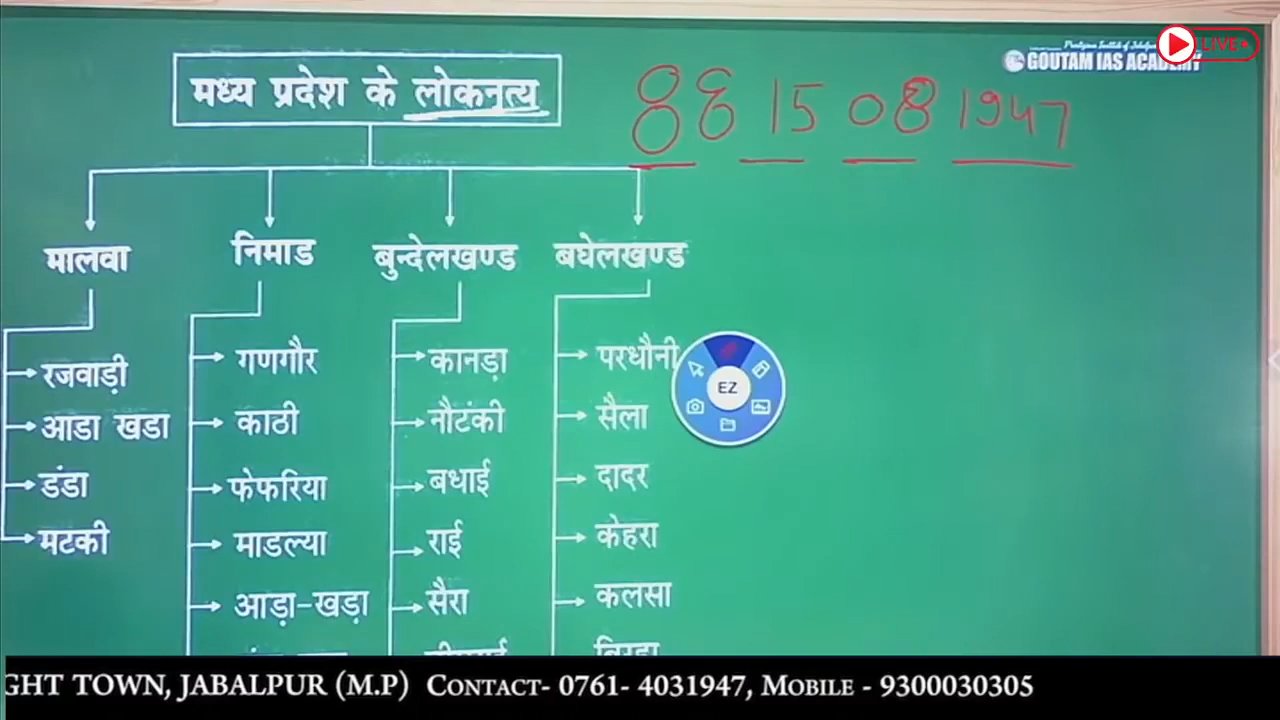 LIVE
GOUTAM IAS ACADEMY
मध्य प्रदेश के लोकनृत्य
88 15 08 1947
मालवा
निमाड
बुन्देलखण्ड
बघेलखण्ड
रजवाड़ी
आडा खडा
डंडा
मटकी
गणगौर
काठी
फेफरिया
माडल्या
आड़ा-खड़ा
कानड़ा
नौटंकी
बधाई
राई
सैरा
परधौनी
सैला
दादर
केहरा
कलसा
EZ
GHT TOWN, JABALPUR (M.P) CONTACT- 0761- 4031947, MOBILE - 9300030305